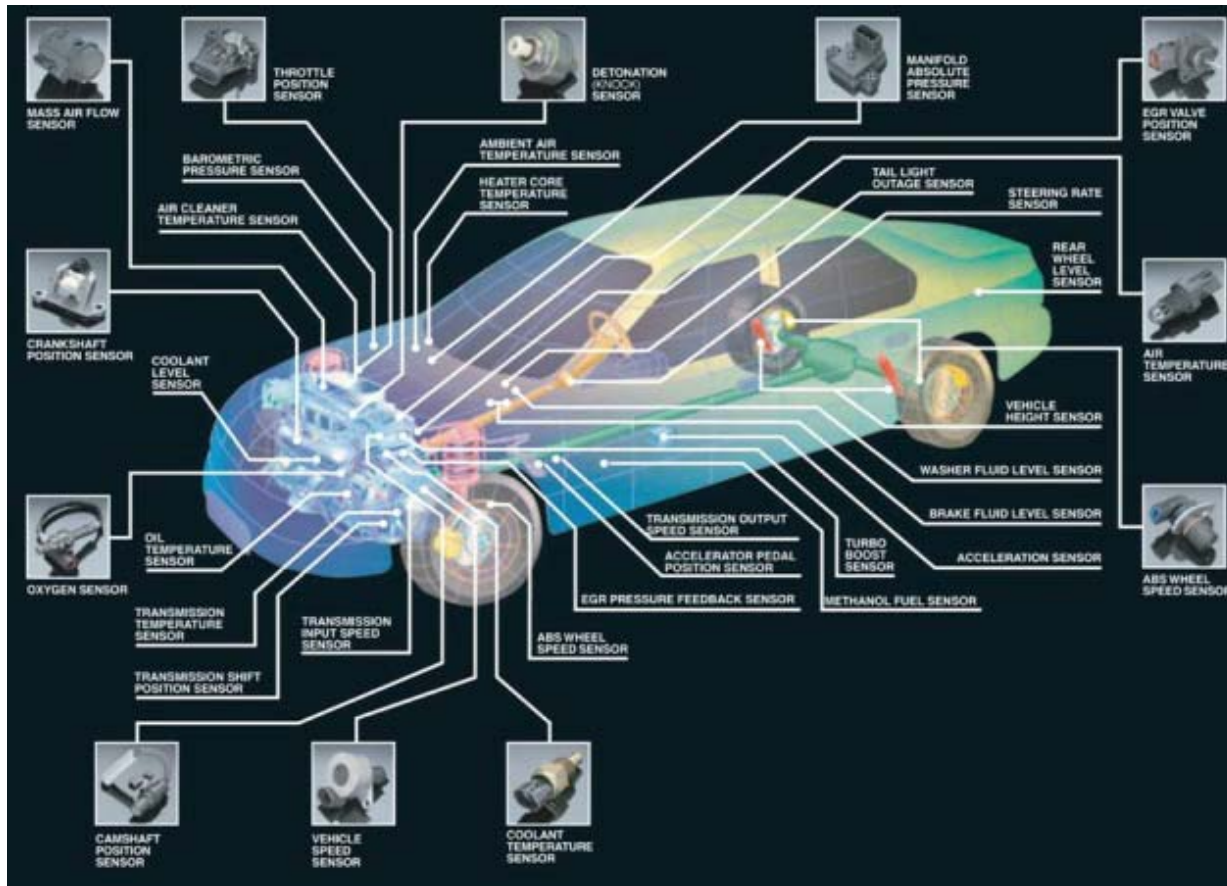 MASS AIR FLOW
SENSOR
THROTTLE
POSITION
SENSOR
DETONATION
(KNOCK)
SENSOR
MANIFOLD
ABSOLUTE
PRESSURE
SENSOR
EGR VALVE
POSITION
SENSOR
BAROMETRIC
PRESSURE SENSOR
AMBIENT AIR
TEMPERATURE SENSOR
HEATER CORE
TEMPERATURE
SENSOR
TAIL LIGHT
OUTAGE SENSOR
STEERING RATE
SENSOR
AIR CLEANER
TEMPERATURE SENSOR
REAR
WHEEL
LEVEL
SENSOR
CRANKSHAFT
POSITION SENSOR
COOLANT
LEVEL
SENSOR
AIR
TEMPERATURE
SENSOR
VEHICLE
HEIGHT SENSOR
WASHER FLUID LEVEL SENSOR
BRAKE FLUID LEVEL SENSOR
ACCELERATION SENSOR
ABS WHEEL
SPEED SENSOR
OXYGEN SENSOR
OIL
TEMPERATURE
SENSOR
TRANSMISSION OUTPUT
SPEED SENSOR
ACCELERATOR PEDAL
POSITION SENSOR
TURBO
BOOST
SENSOR
EGR PRESSURE FEEDBACK SENSOR
METHANOL FUEL SENSOR
TRANSMISSION
TEMPERATURE
SENSOR
TRANSMISSION
INPUT SPEED
SENSOR
ABS WHEEL
SPEED SENSOR
TRANSMISSION SHIFT
POSITION SENSOR
CAMSHAFT
POSITION
SENSOR
VEHICLE
SPEED
SENSOR
COOLANT
TEMPERATURE
SENSOR